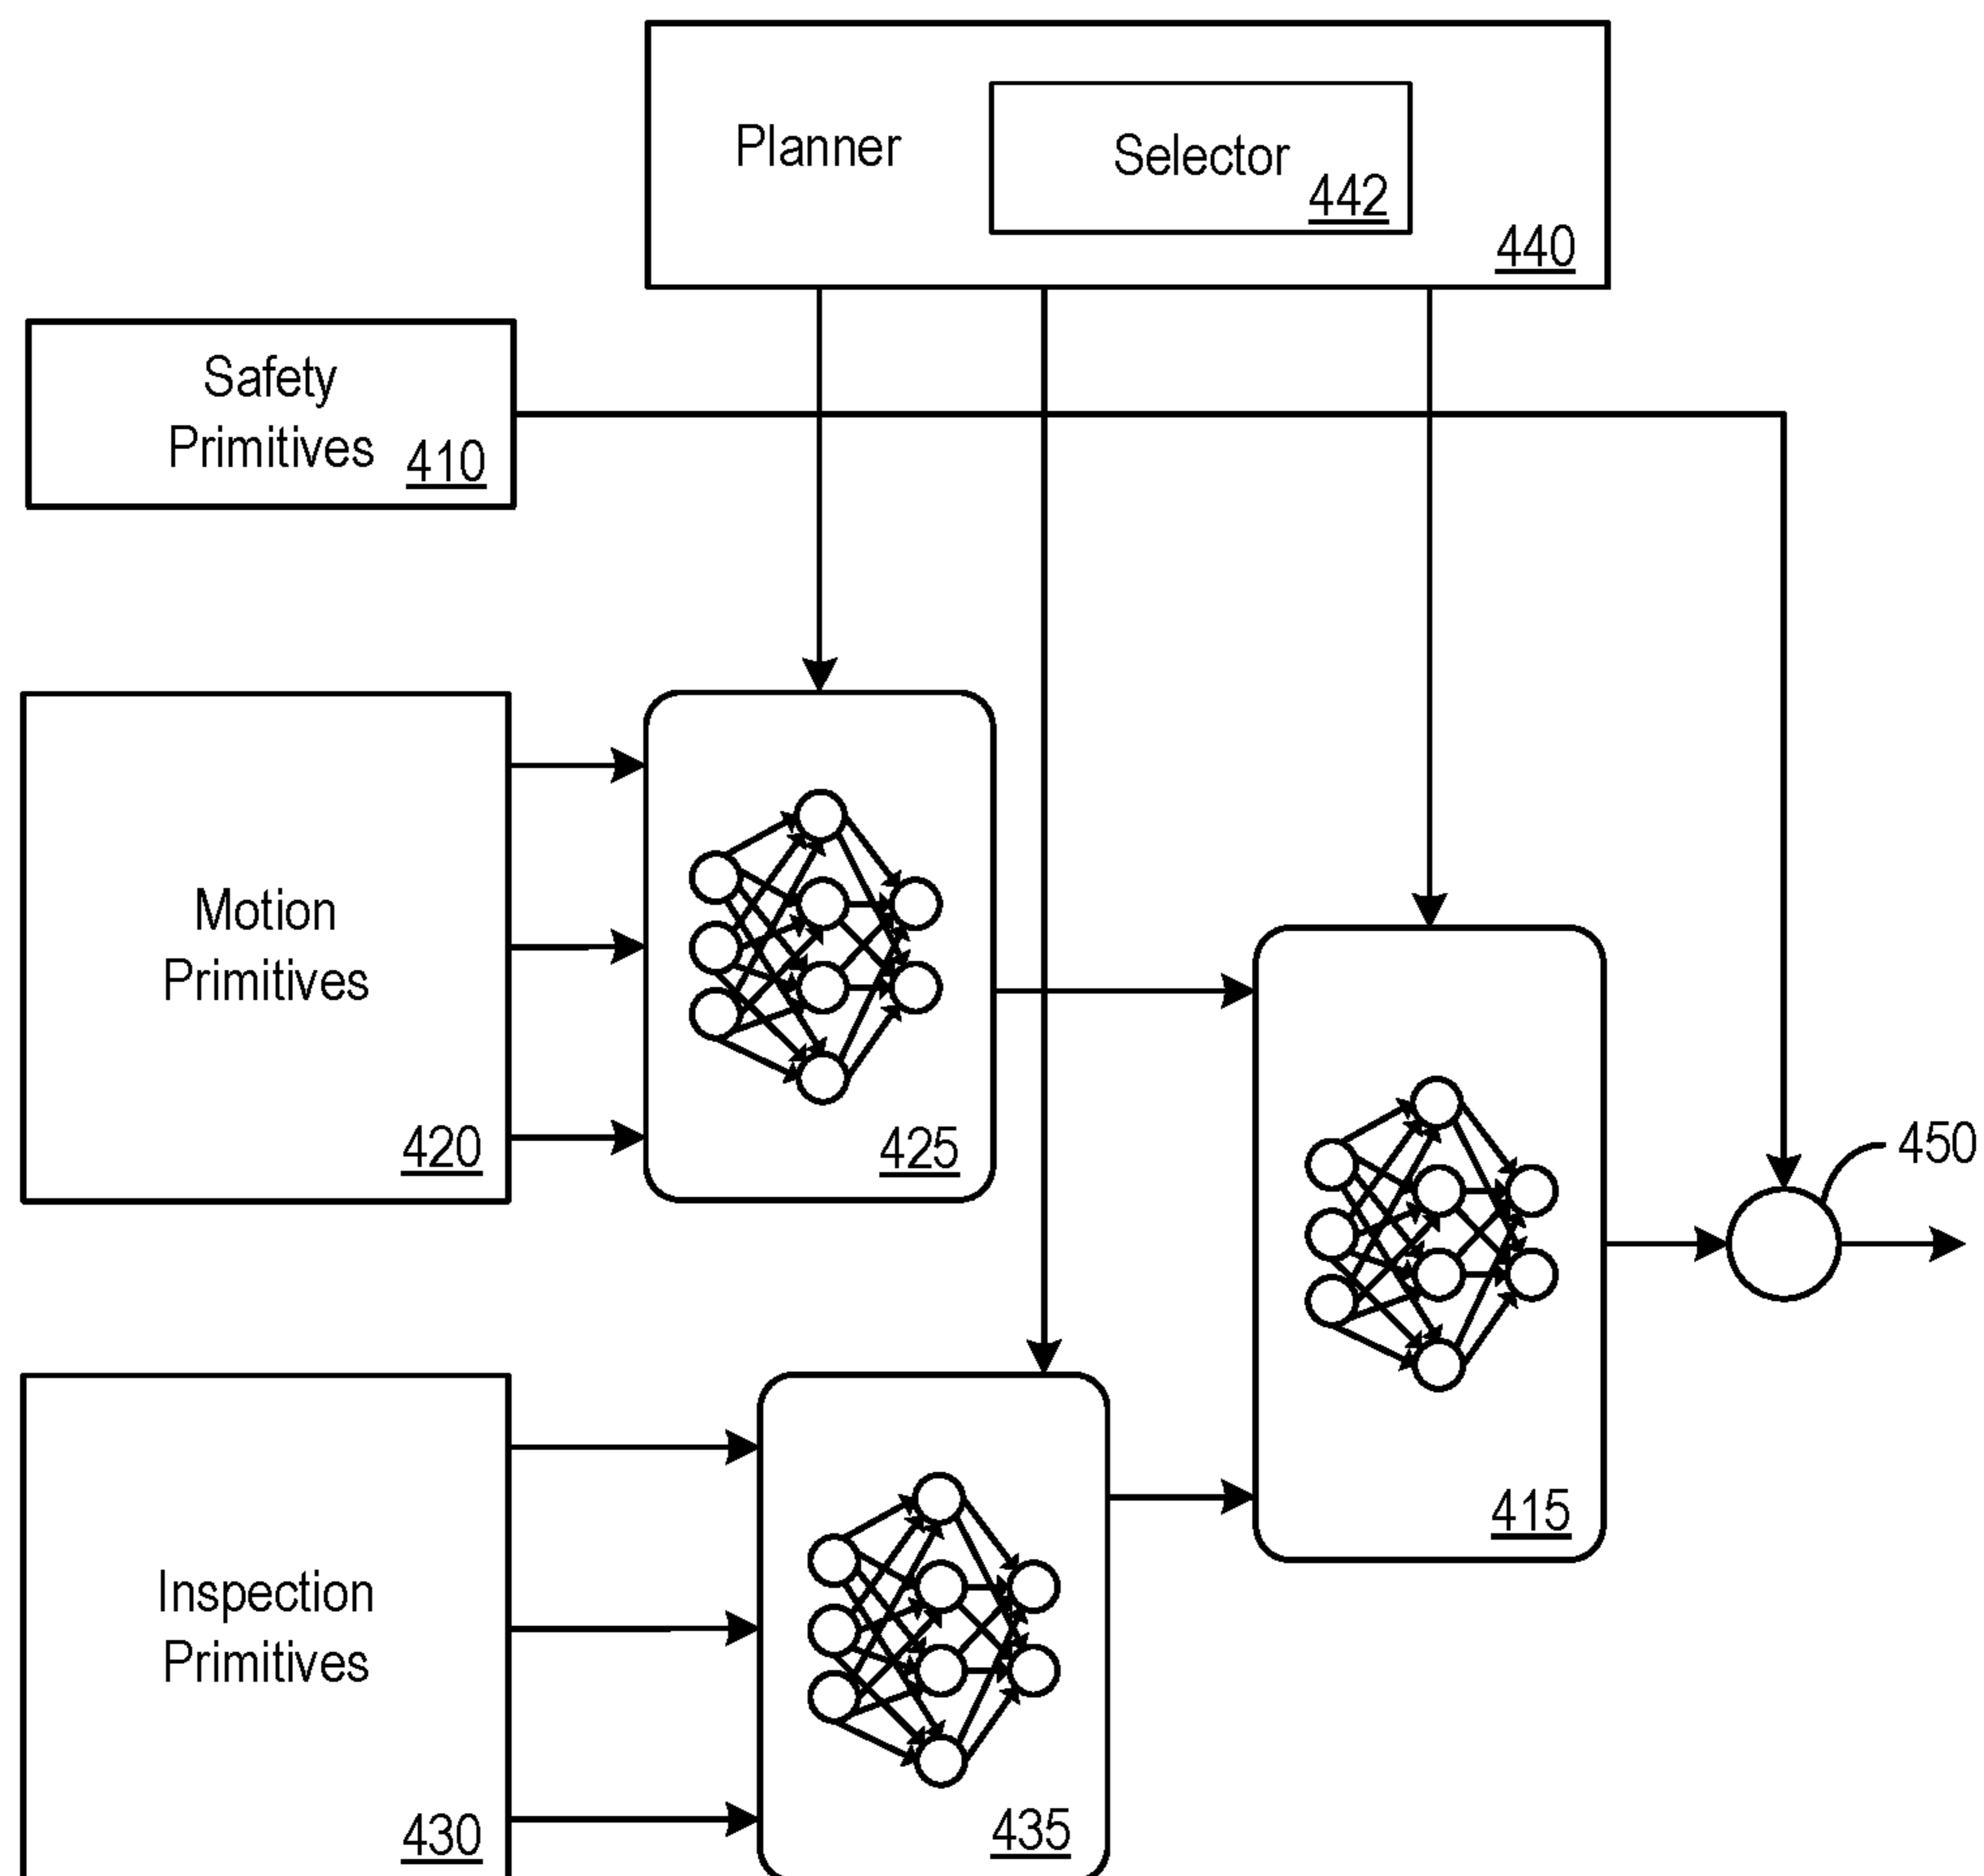 Planner
Selector
442
440
Safety
Primitives
410
Motion
Primitives
420
425
450
415
Inspection
Primitives
430
435